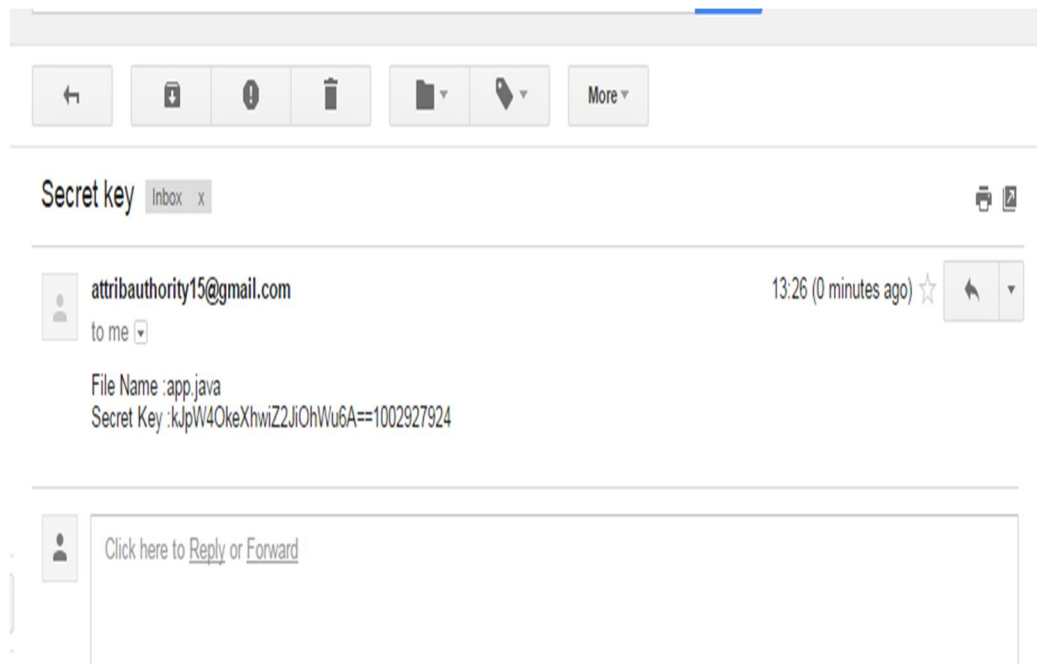 More
Secret key Inbox x
attribauthority15@gmail.com 13:26 (0 minutes ago)
to me
File Name :app.java
Secret Key :kJpW4OkeXhwiZ2JiOhWu6A==1002927924
Click here to Reply or Forward